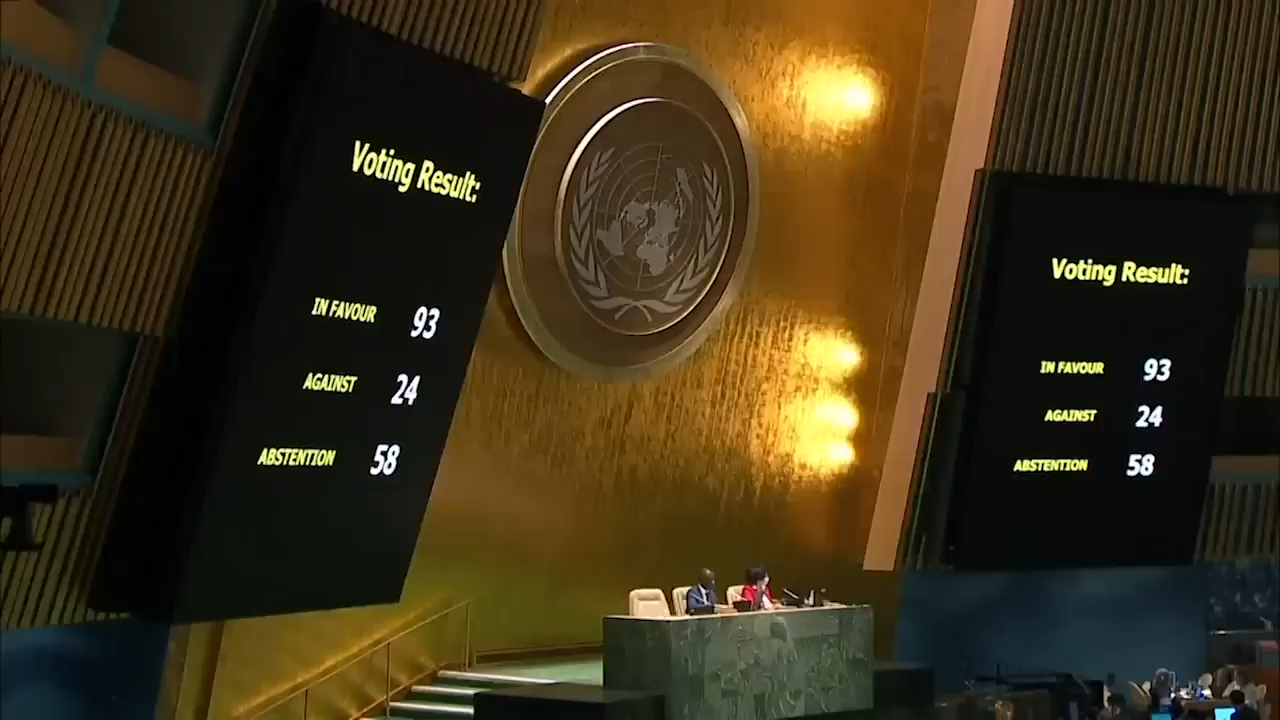 Voting Result:
IN FAVOUR 93
AGAINST 24
ABSTENTION 58
Voting Result:
IN FAVOUR 93
AGAINST 24
ABSTENTION 58